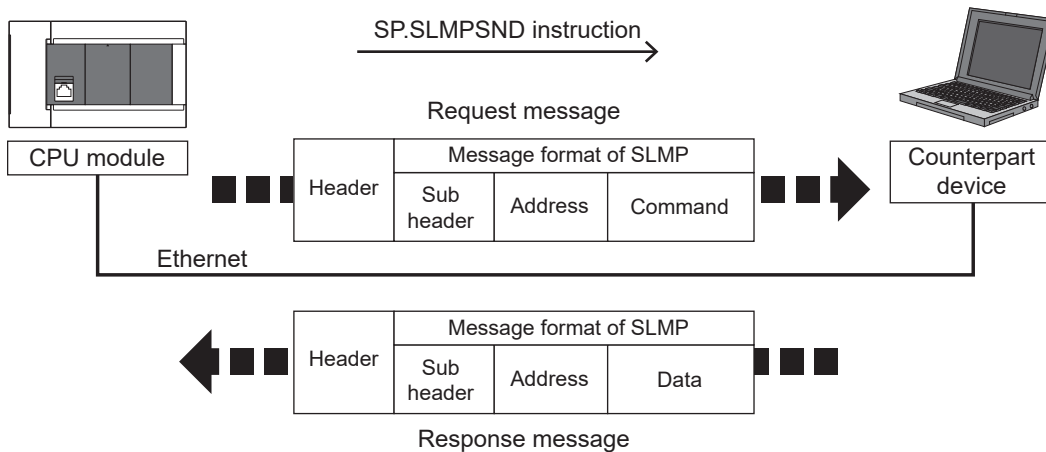 SP.SLMPSND instruction
CPU module
Request message
Counterpart
device
Header
Message format of SLMP
Sub
header
Address
Command
Ethernet
Header
Message format of SLMP
Sub
header
Address
Data
Response message